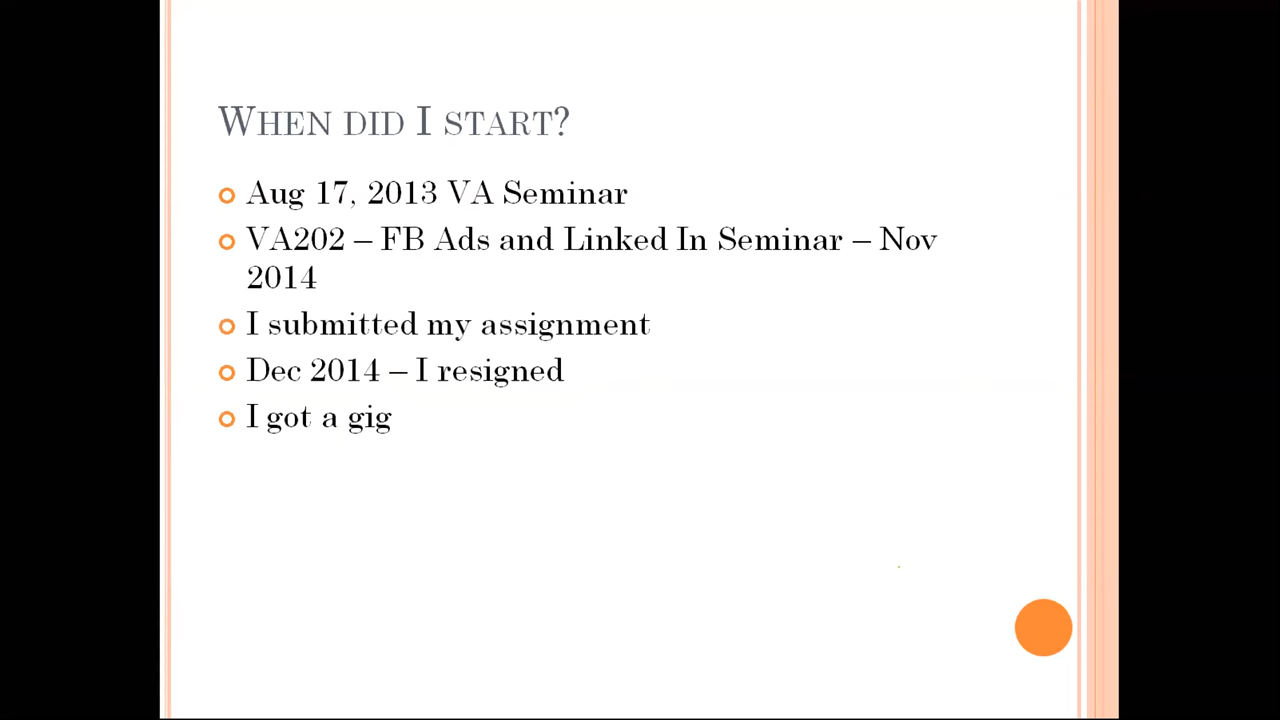 WHEN DID I START?
Aug 17, 2013 VA Seminar
VA202 – FB Ads and Linked In Seminar – Nov
2014
I submitted my assignment
Dec 2014 – I resigned
I got a gig